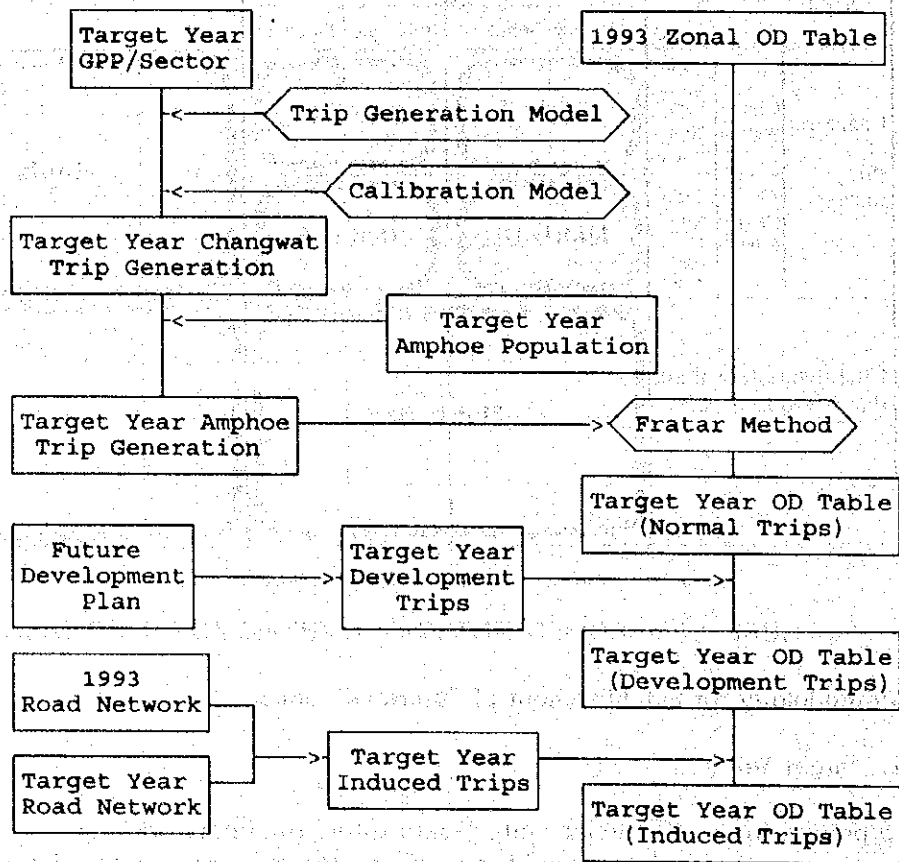 Target Year
GPP/Sector
1993 Zonal OD Table
Trip Generation Model
Calibration Model
Target Year Changwat
Trip Generation
Target Year
Amphoe Population
Target Year Amphoe
Trip Generation
Fratar Method
Target Year OD Table
(Normal Trips)
Future
Development
Plan
Target Year
Development
Trips
Target Year OD Table
(Development Trips)
1993
Road Network
Target Year
Road Network
Target Year
Induced Trips
Target Year OD Table
(Induced Trips)